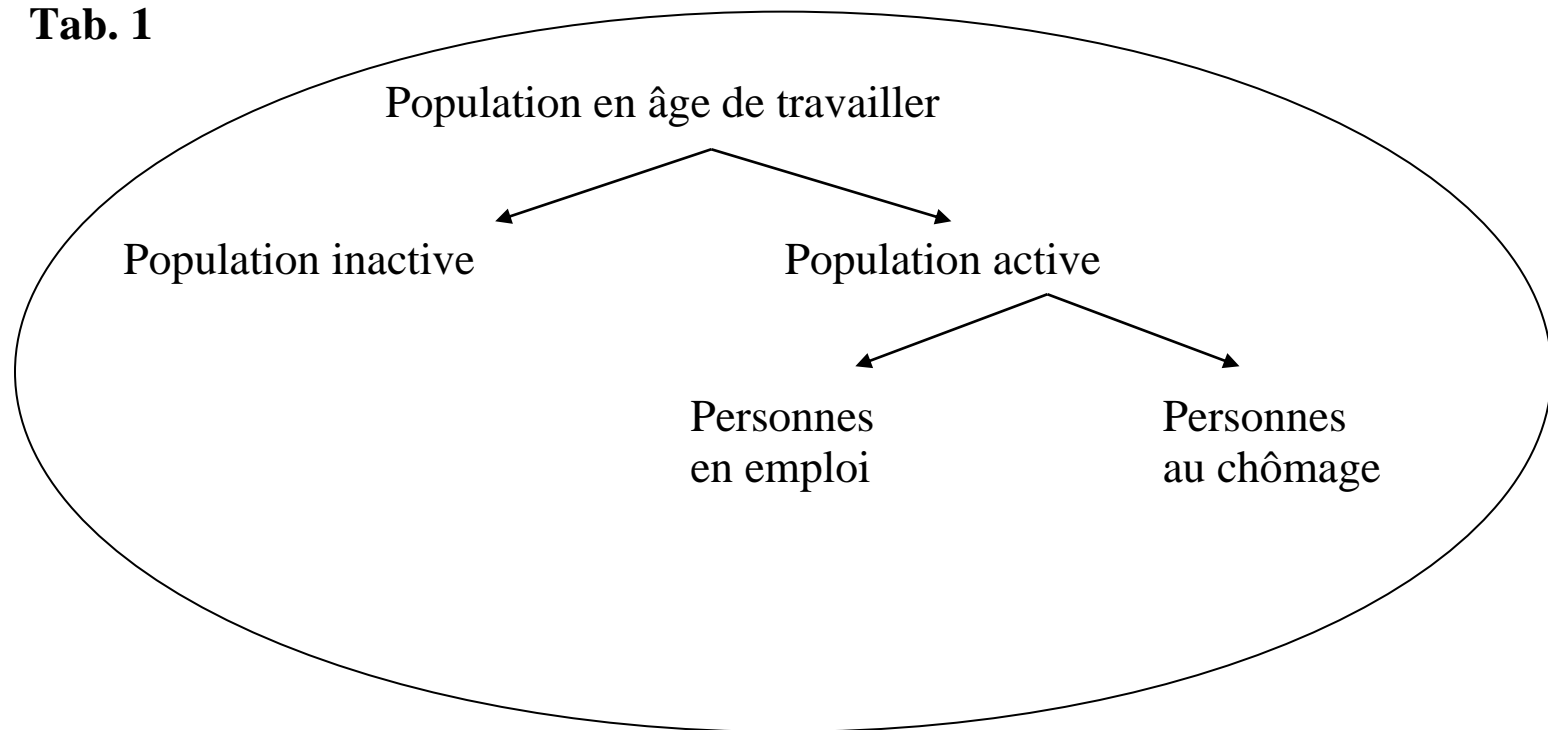 Tab. 1
Population en âge de travailler
Population inactive
Population active
Personnes
en emploi
Personnes
au chômage